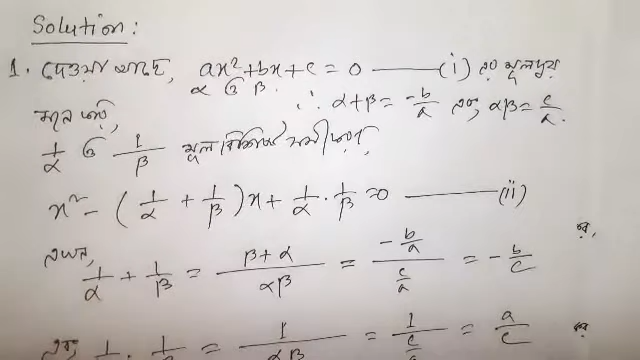 Solution:
1. দেওয়া আছে, ax² + bx + c = 0 ——— (i) এর মূলদ্বয়
α ও β. ∴ α+β = -b/a এবং αβ = c/a.
মনে করি,
1/α ও 1/β মূল বিশিষ্ট সমীকরণ,
x² - (1/α + 1/β)x + 1/α · 1/β = 0 ——— (ii)
এখন,
1/α + 1/β = (β+α)/αβ = (-b/a)/(c/a) = -b/c
এবং 1/α · 1/β = 1/αβ = 1/(c/a) = a/c